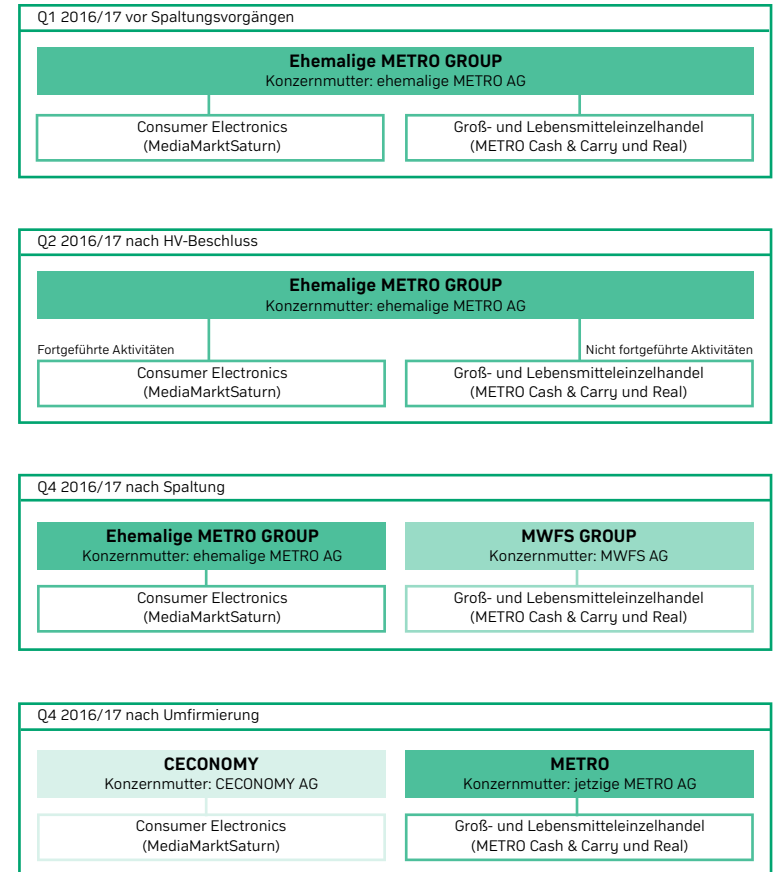 Q1 2016/17 vor Spaltungsvorgängen
Ehemalige METRO GROUP
Konzernmutter: ehemalige METRO AG
Consumer Electronics
(MediaMarktSaturn)
Groß- und Lebensmitteleinzelhandel
(METRO Cash & Carry und Real)
Q2 2016/17 nach HV-Beschluss
Ehemalige METRO GROUP
Konzernmutter: ehemalige METRO AG
Fortgeführte Aktivitäten
Nicht fortgeführte Aktivitäten
Consumer Electronics
(MediaMarktSaturn)
Groß- und Lebensmitteleinzelhandel
(METRO Cash & Carry und Real)
Q4 2016/17 nach Spaltung
Ehemalige METRO GROUP
Konzernmutter: ehemalige METRO AG
MWFS GROUP
Konzernmutter: MWFS AG
Consumer Electronics
(MediaMarktSaturn)
Groß- und Lebensmitteleinzelhandel
(METRO Cash & Carry und Real)
Q4 2016/17 nach Umfirmierung
CECONOMY
Konzernmutter: CECONOMY AG
METRO
Konzernmutter: jetzige METRO AG
Consumer Electronics
(MediaMarktSaturn)
Groß- und Lebensmitteleinzelhandel
(METRO Cash & Carry und Real)